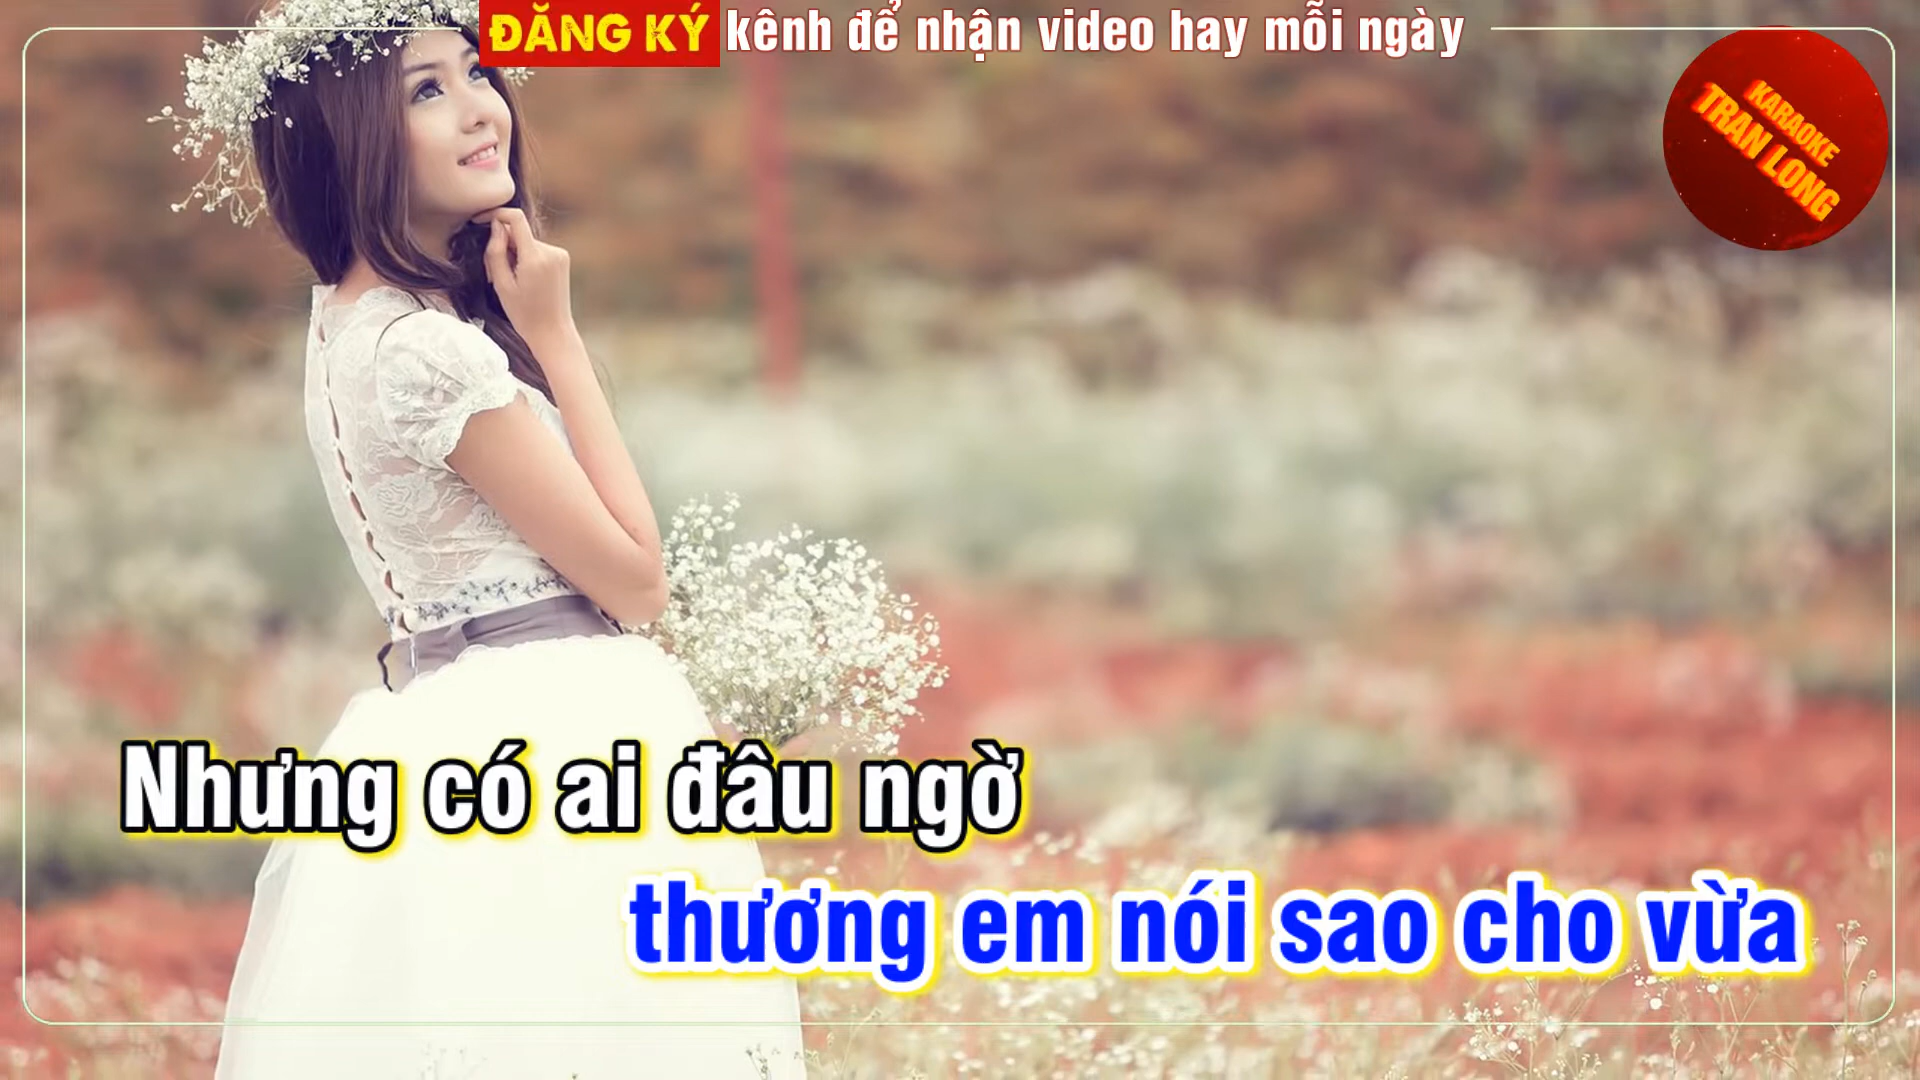 ĐĂNG KÝ kênh để nhận video hay mỗi ngày
KARAOKE
TRAN LONG
Nhưng có ai đâu ngờ
thương em nói sao cho vừa